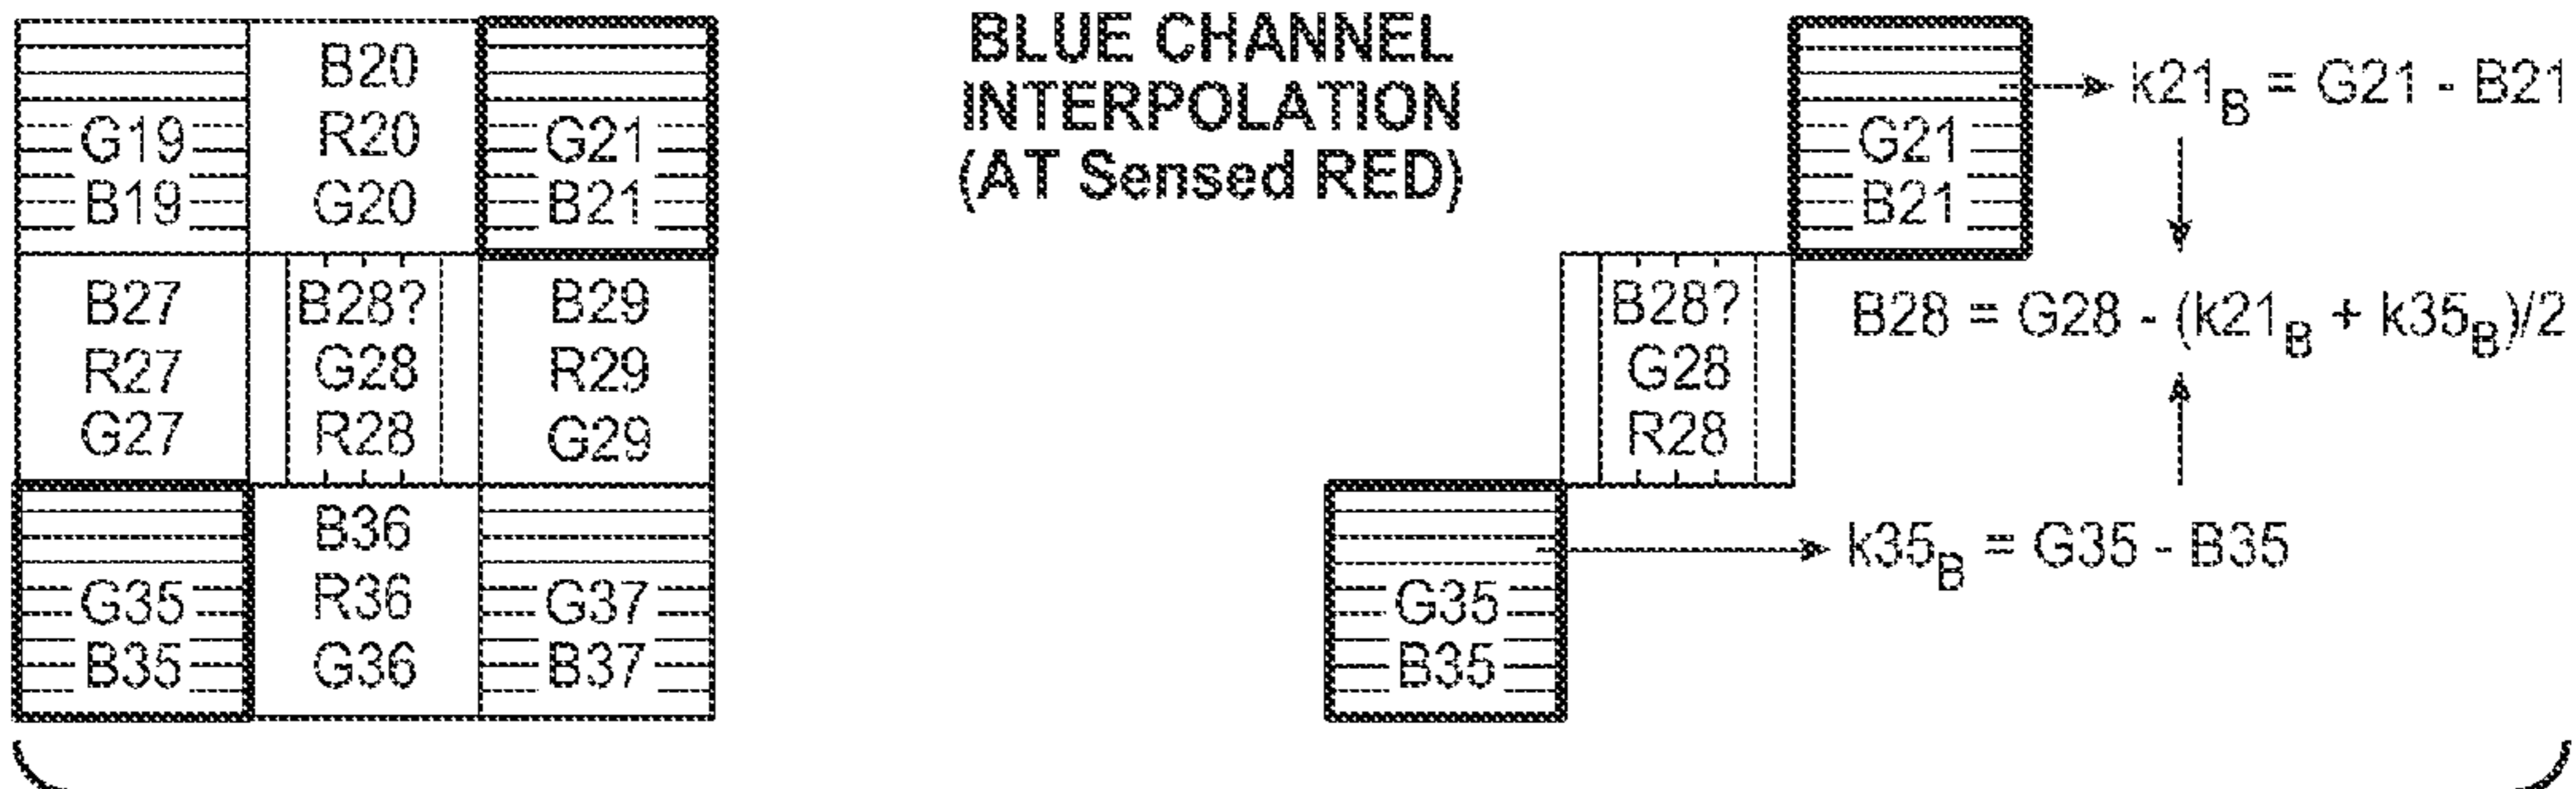 B20
R20
G20
G19
B19
G21
B21
B27
R27
G27
B28?
G28
R28
B29
R29
G29
G35
B35
B36
R36
G36
G37
B37
BLUE CHANNEL
INTERPOLATION
(AT Sensed RED)
G21
B21
k21B = G21 - B21
B28?
G28
R28
B28 = G28 - (k21B + k35B)/2
G35
B35
k35B = G35 - B35